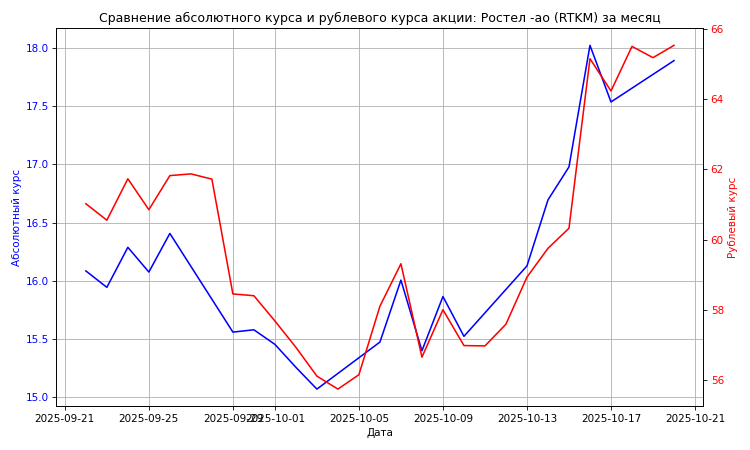 Сравнение абсолютного курса и рублевого курса акции: Ростел -ао (RTKM) за месяц
Абсолютный курс
18.0
17.5
17.0
16.5
16.0
15.5
15.0
66
64
62
60
58
56
Рублевый курс
2025-09-21 2025-09-25 2025-09-29 2025-10-01 2025-10-05 2025-10-09 2025-10-13 2025-10-17 2025-10-21
Дата